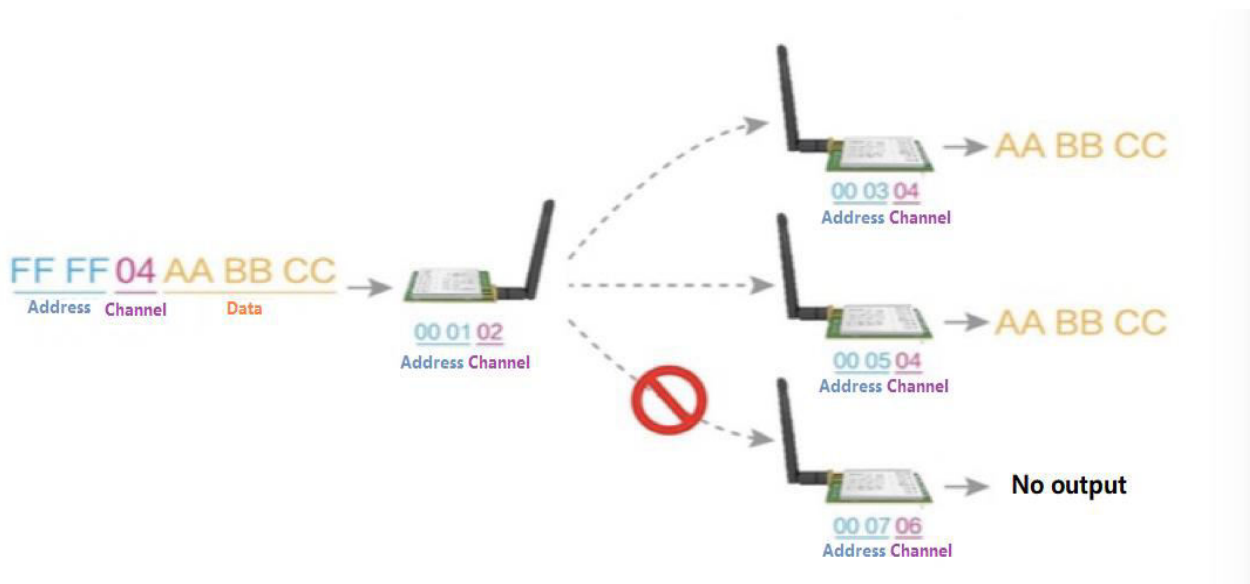 FF FF 04 AA BB CC
Address Channel Data
00 01 02
Address Channel
00 03 04
Address Channel
AA BB CC
00 05 04
Address Channel
AA BB CC
00 07 06
Address Channel
No output